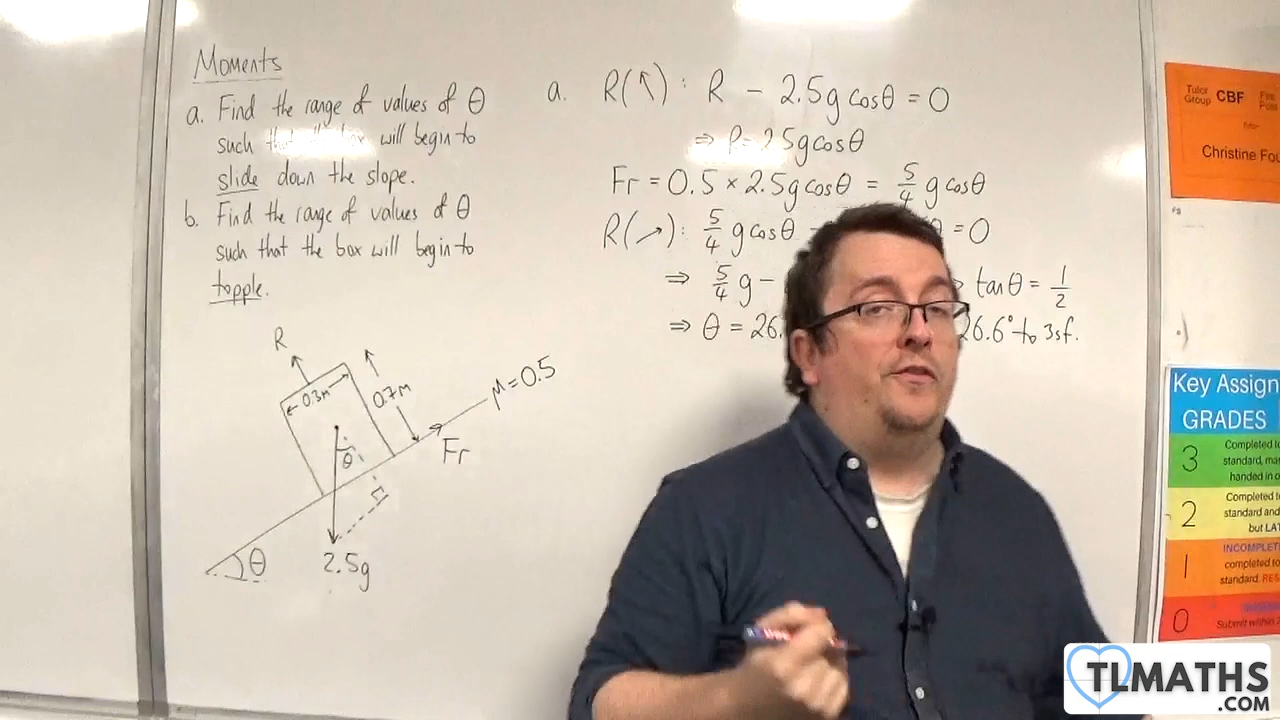 Moments
a. Find the range of values of θ
such that the box will begin to
slide down the slope.
b. Find the range of values of θ
such that the box will begin to
topple.
a. R(↖): R - 2.5g cosθ = 0
⇒ R = 2.5g cosθ
Fr = 0.5 × 2.5g cosθ = 5/4 g cosθ
R(↗): 5/4 g cosθ - = 0
⇒ 5/4 g - tanθ = 1/2
⇒ θ = 26. 26.6° to 3sf.
R
0.3m
0.7m
μ=0.5
Fr
θ
θ
2.5g
Tutor
Group
CBF
Tutor
Christine
Key Assign
GRADES
3
Completed to
standard,
handed in
2
Completed to
standard and
but LAT
1
INCOMPLETE
completed to
standard.
0
Submit within
TLMATHS
.COM